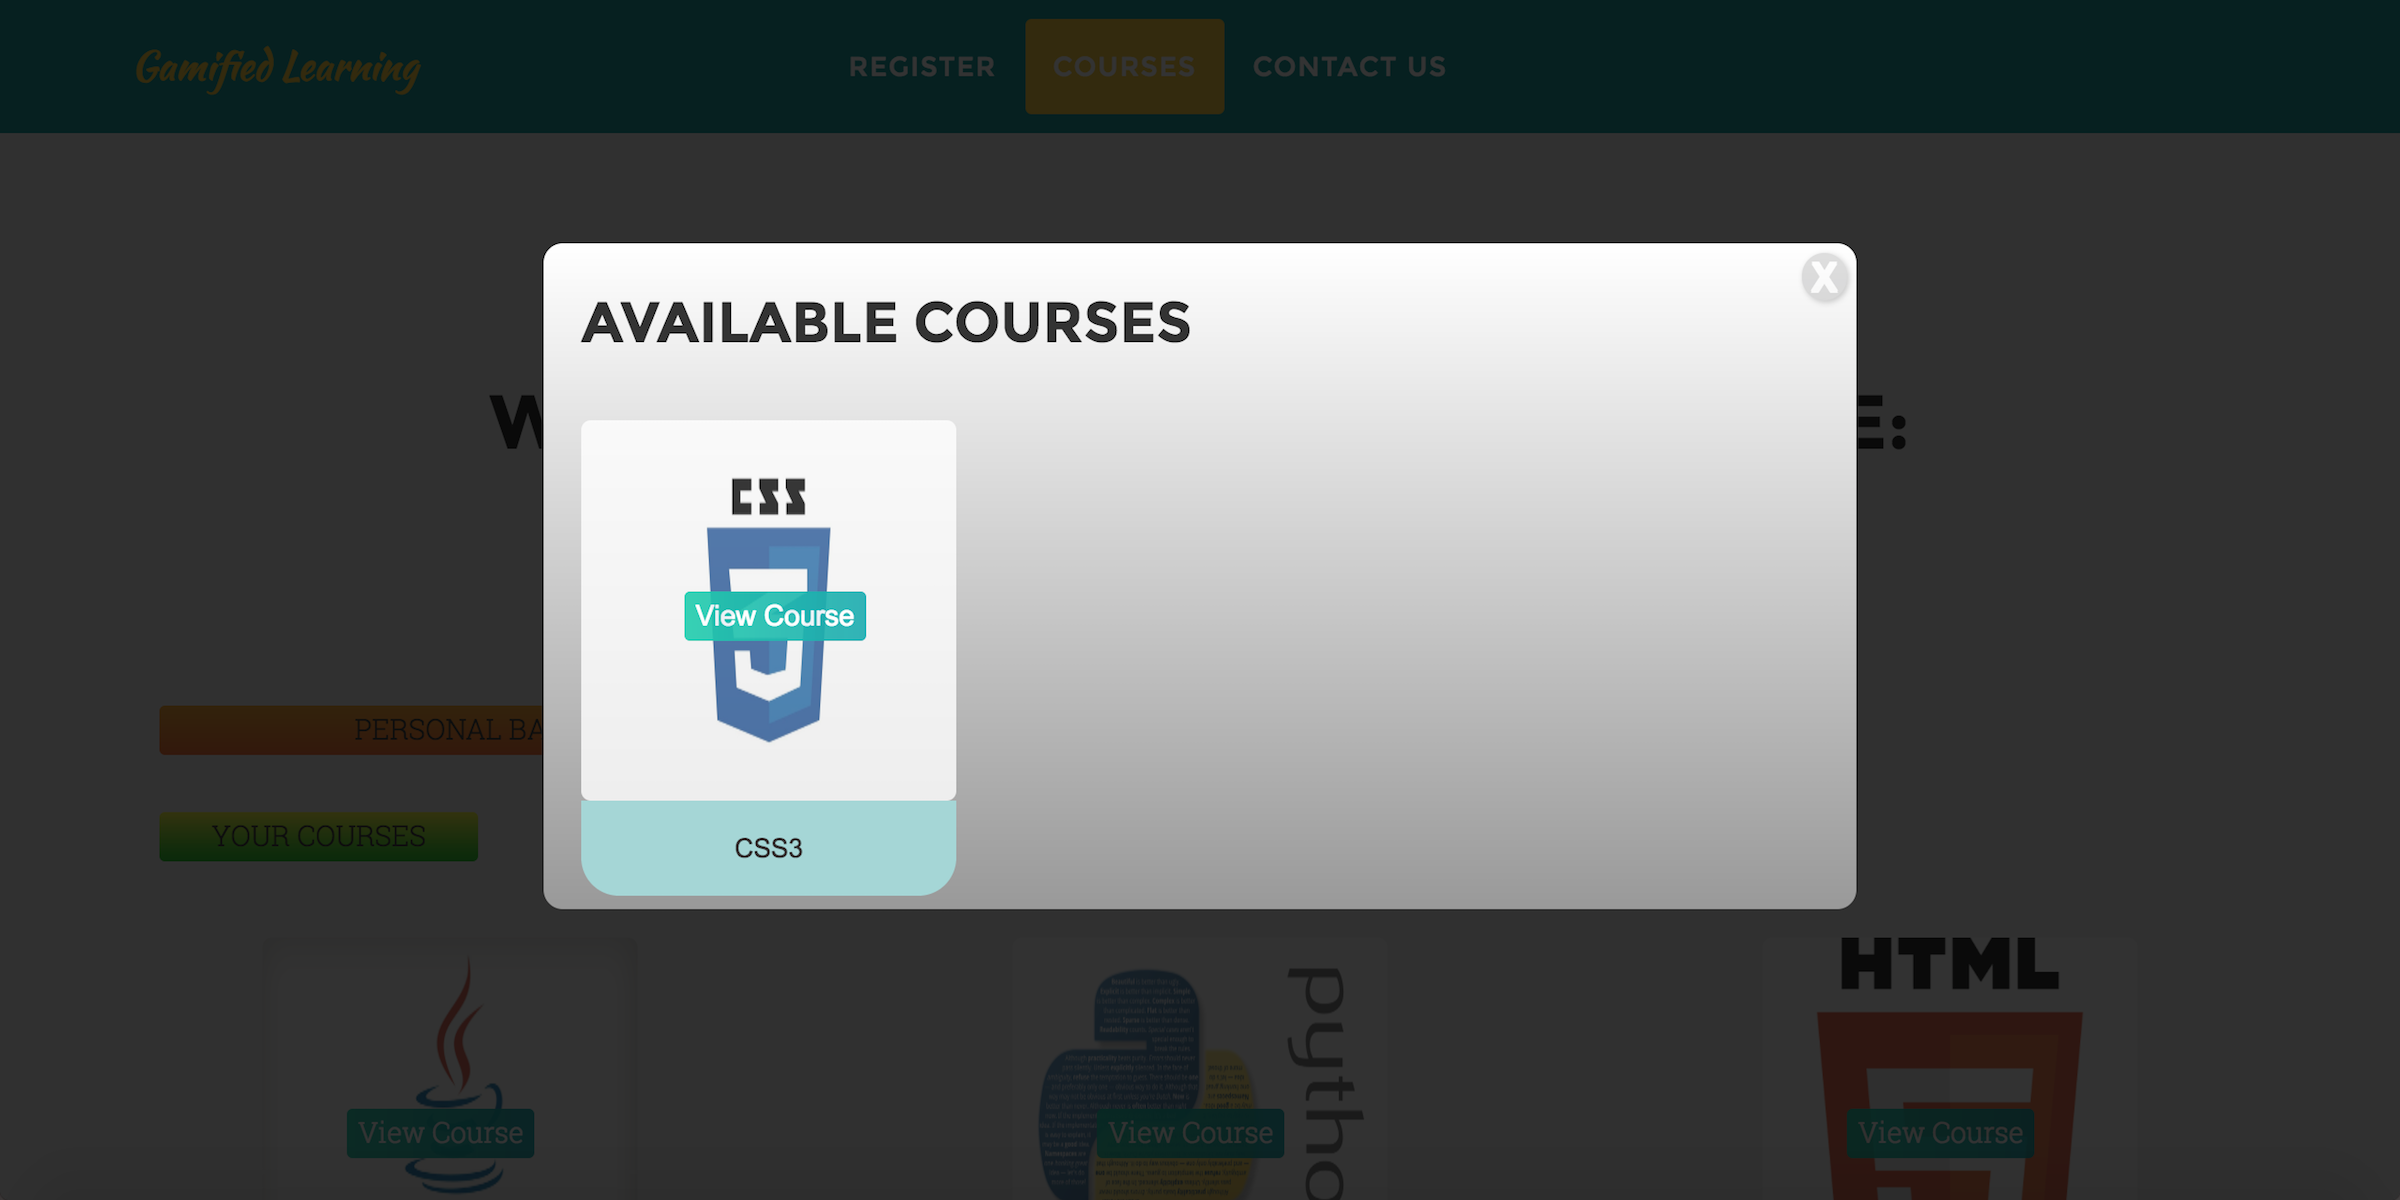 Gamified Learning
REGISTER
COURSES
CONTACT US
X
AVAILABLE COURSES
W
E:
CSS
View Course
PERSONAL BA
YOUR COURSES
CSS3
HTML
pytho
View Course
View Course
View Course